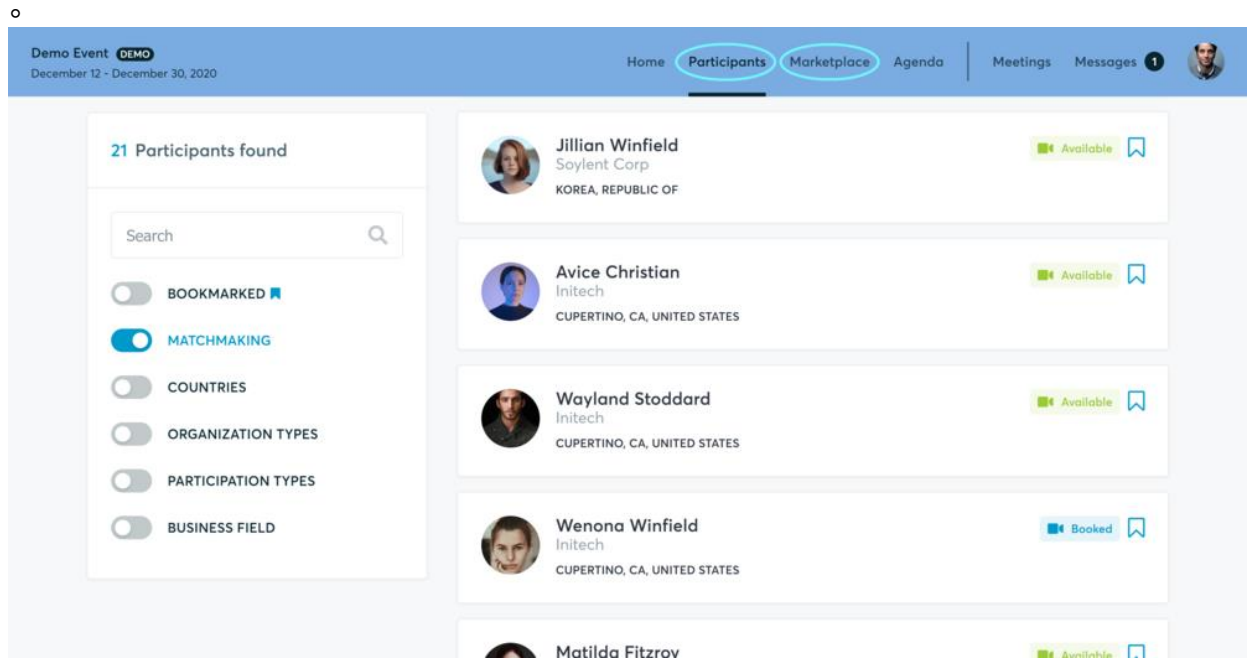 Demo Event DEMO
December 12 - December 30, 2020
Home Participants Marketplace Agenda Meetings Messages 1
21 Participants found
Search
BOOKMARKED
MATCHMAKING
COUNTRIES
ORGANIZATION TYPES
PARTICIPATION TYPES
BUSINESS FIELD
Jillian Winfield
Available
Soylent Corp
KOREA, REPUBLIC OF
Avice Christian
Available
Initech
CUPERTINO, CA, UNITED STATES
Wayland Stoddard
Available
Initech
CUPERTINO, CA, UNITED STATES
Wenona Winfield
Booked
Initech
CUPERTINO, CA, UNITED STATES
Matilda Fitzroy
Available